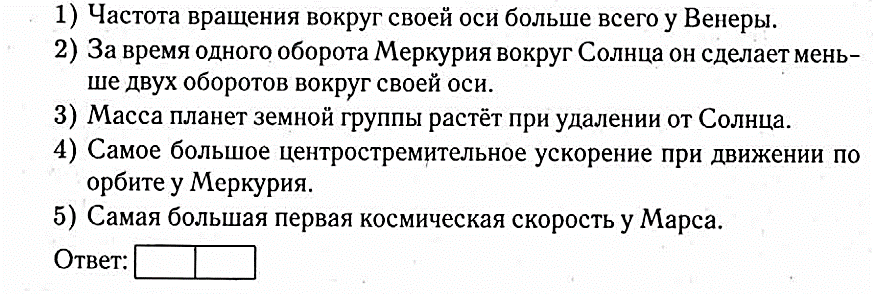 1) Частота вращения вокруг своей оси больше всего у Венеры.
2) За время одного оборота Меркурия вокруг Солнца он сделает мень-
ше двух оборотов вокруг своей оси.
3) Масса планет земной группы растёт при удалении от Солнца.
4) Самое большое центростремительное ускорение при движении по
орбите у Меркурия.
5) Самая большая первая космическая скорость у Марса.
Ответ: